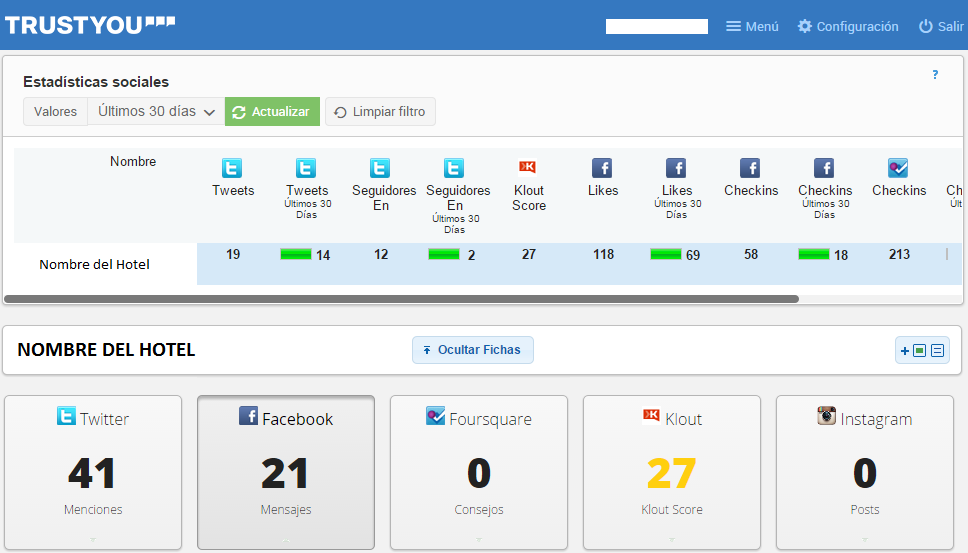 TRUSTYOU
Menú Configuración Salir
Estadísticas sociales
?
Valores Últimos 30 días Actualizar Limpiar filtro
Nombre
Tweets Tweets Seguidores Seguidores Klout Likes Likes Checkins Checkins Checkins
Últimos 30 En En Score Últimos 30 Últimos 30
Días Últimos 30 Días Días
Días
Nombre del Hotel 19 14 12 2 27 118 69 58 18 213
NOMBRE DEL HOTEL Ocultar Fichas
Twitter Facebook Foursquare Klout Instagram
41 21 0 27 0
Menciones Mensajes Consejos Klout Score Posts